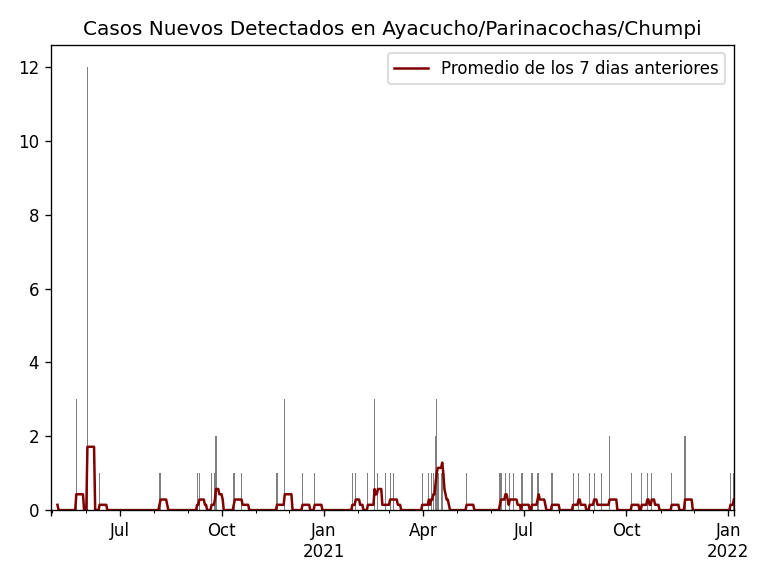 Casos Nuevos Detectados en Ayacucho/Parinacochas/Chumpi
Promedio de los 7 dias anteriores
12
10
8
6
4
2
0
Jul Oct Jan Apr Jul Oct Jan
2021 2022